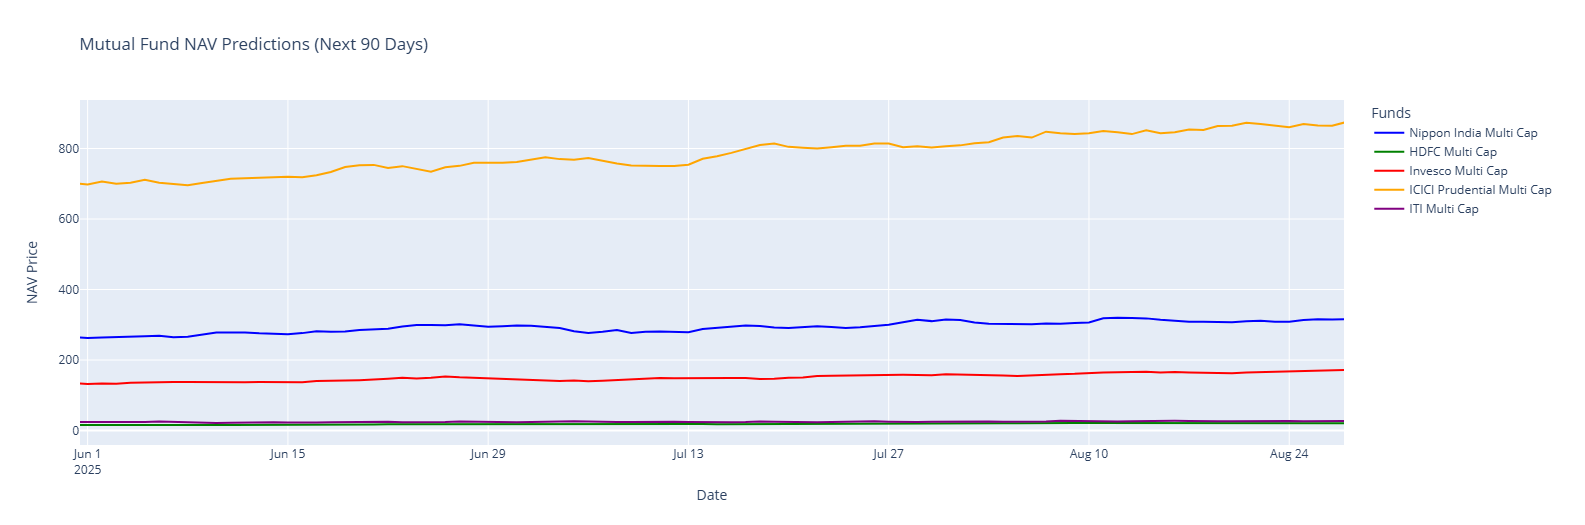 Mutual Fund NAV Predictions (Next 90 Days)
Funds
Nippon India Multi Cap
HDFC Multi Cap
Invesco Multi Cap
ICICI Prudential Multi Cap
ITI Multi Cap
NAV Price
800
600
400
200
0
Jun 1
2025
Jun 15
Jun 29
Jul 13
Jul 27
Aug 10
Aug 24
Date